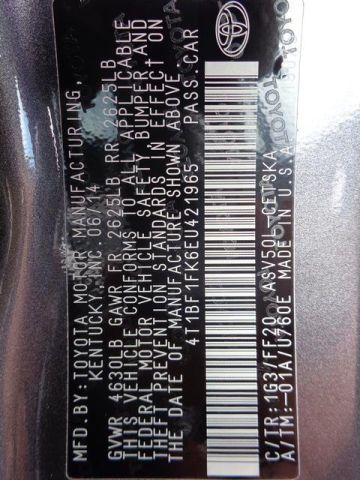 MFD. BY: TOYOTA MOTOR MANUFACTURING,
KENTUCKY, INC. 06/14
GVWR 4630LB GAWR FR 2625LB RR 2625LB
THIS VEHICLE CONFORMS TO ALL APPLICABLE
FEDERAL MOTOR VEHICLE SAFETY, BUMPER, AND
THEFT PREVENTION STANDARDS IN EFFECT ON
THE DATE OF MANUFACTURE SHOWN ABOVE.
4T1BF1FK6EU421965 PASS. CAR
C/TR: 1G3/FF20 ASV50L-CETSKA
A/TM: -01A/U760E MADE IN U.S.A.
TOYOTA